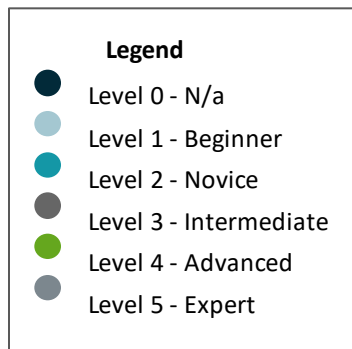 Legend
Level 0 - N/a
Level 1 - Beginner
Level 2 - Novice
Level 3 - Intermediate
Level 4 - Advanced
Level 5 - Expert